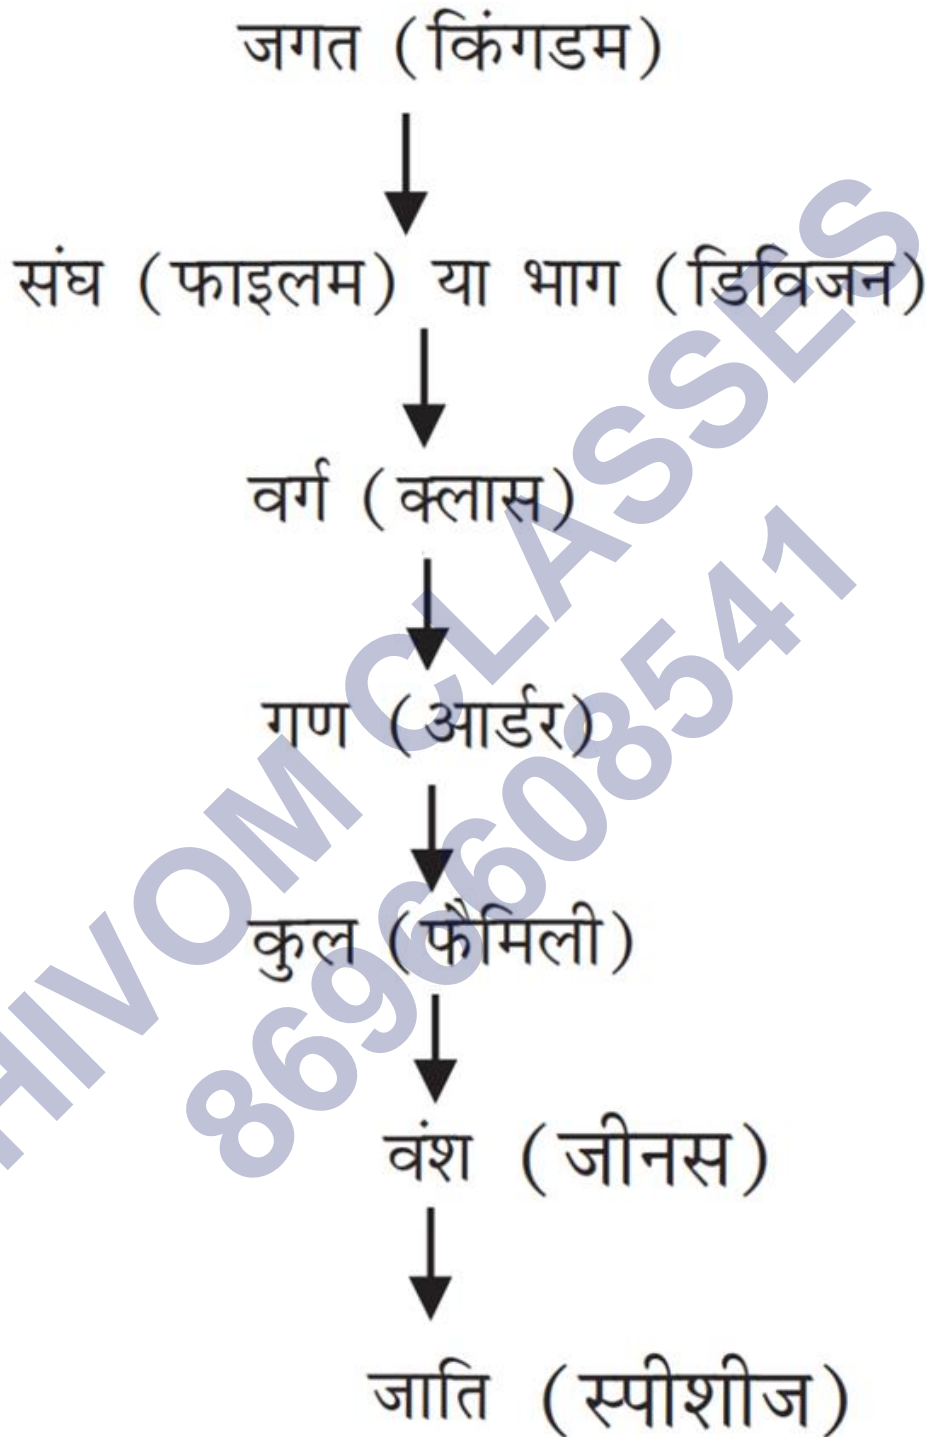 जगत (किंगडम)
संघ (फाइलम) या भाग (डिविजन)
वर्ग (क्लास)
गण (आर्डर)
कुल (फैमिली)
वंश (जीनस)
जाति (स्पीशीज)
HIVOM CLASSES
8696608541